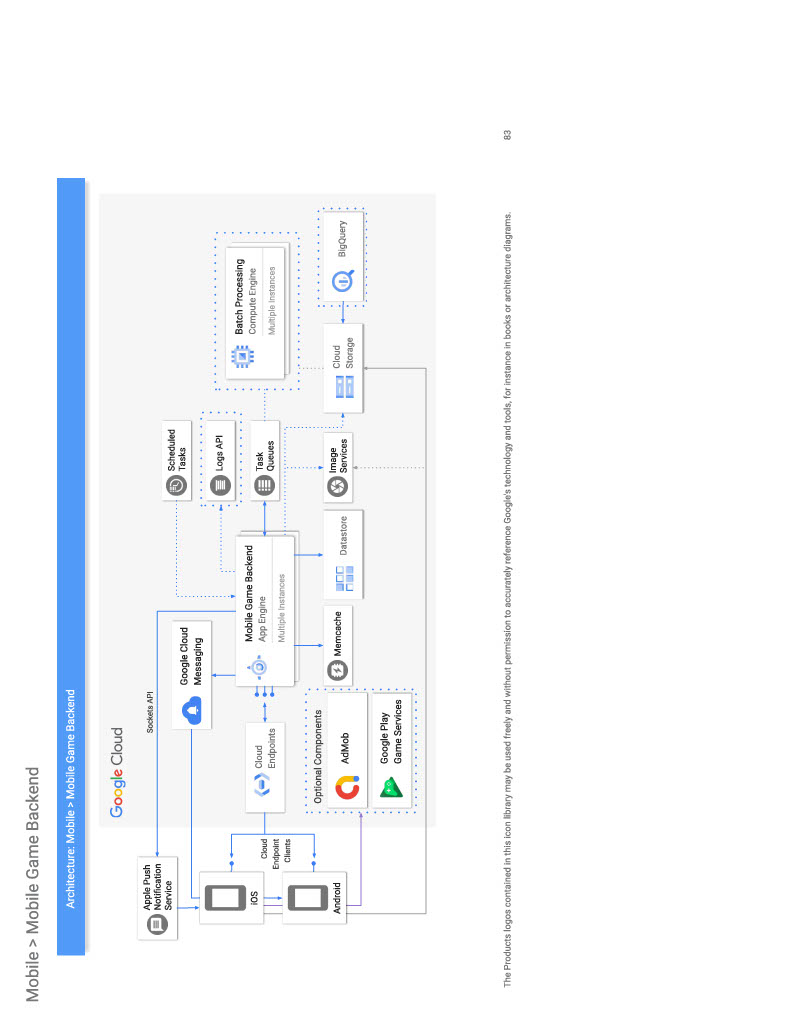 Mobile > Mobile Game Backend
Architecture: Mobile > Mobile Game Backend
Google Cloud
Sockets API
Apple Push
Notification
Service
iOS
Android
Cloud
Endpoint
Clients
Google Cloud
Messaging
Cloud
Endpoints
Optional Components
AdMob
Google Play
Game Services
Mobile Game Backend
App Engine
Multiple Instances
Memcache
Datastore
Scheduled
Tasks
Logs API
Task
Queues
Image
Services
Batch Processing
Compute Engine
Multiple Instances
Cloud
Storage
BigQuery
The Products logos contained in this icon library may be used freely and without permission to accurately reference Google's technology and tools, for instance in books or architecture diagrams.
83